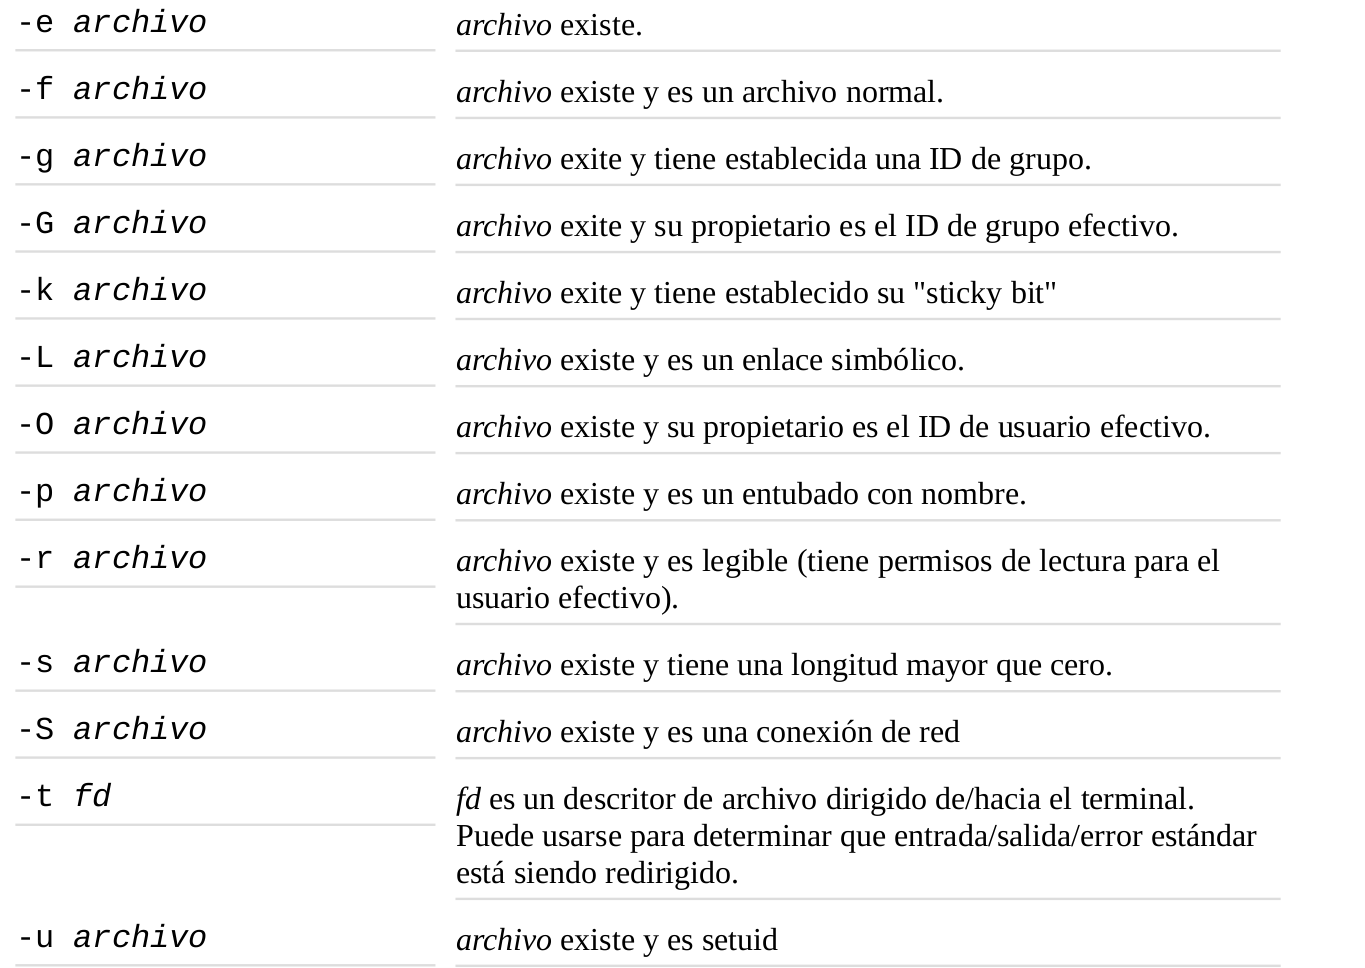 -e archivo archivo existe.
-f archivo archivo existe y es un archivo normal.
-g archivo archivo exite y tiene establecida una ID de grupo.
-G archivo archivo exite y su propietario es el ID de grupo efectivo.
-k archivo archivo exite y tiene establecido su "sticky bit"
-L archivo archivo existe y es un enlace simbólico.
-O archivo archivo existe y su propietario es el ID de usuario efectivo.
-p archivo archivo existe y es un entubado con nombre.
-r archivo archivo existe y es legible (tiene permisos de lectura para el
usuario efectivo).
-s archivo archivo existe y tiene una longitud mayor que cero.
-S archivo archivo existe y es una conexión de red
-t fd fd es un descritor de archivo dirigido de/hacia el terminal.
Puede usarse para determinar que entrada/salida/error estándar
está siendo redirigido.
-u archivo archivo existe y es setuid